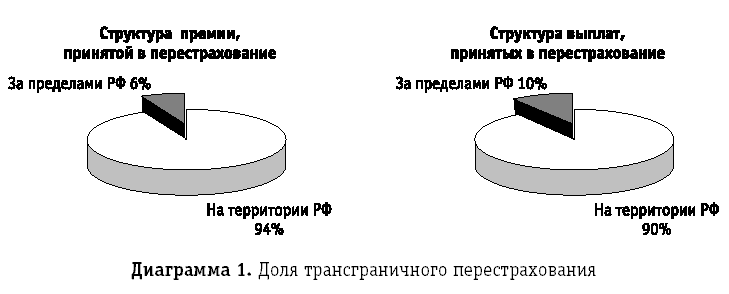 Структура премии,
принятой в перестрахование
За пределами РФ 6%
На территории РФ
94%
Структура выплат,
принятых в перестрахование
За пределами РФ 10%
На территории РФ
90%
Диаграмма 1. Доля трансграничного перестрахования